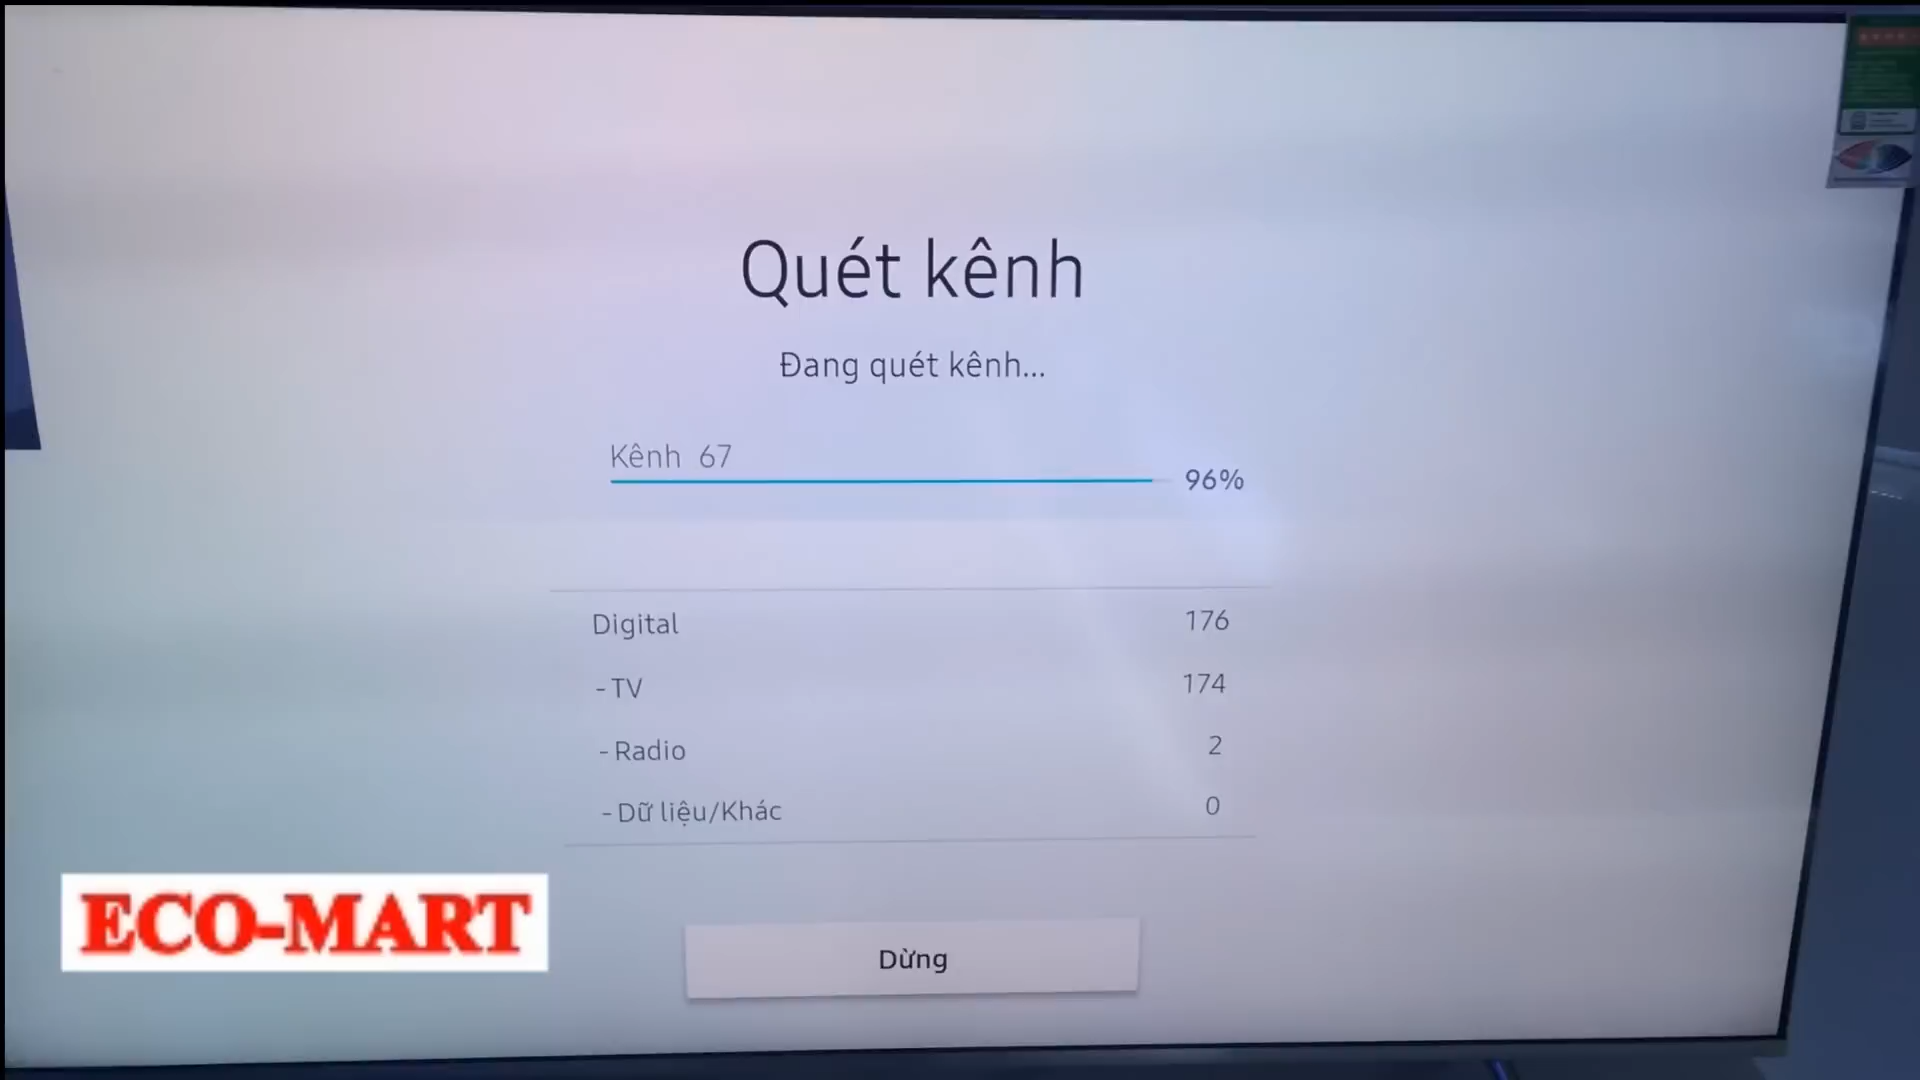 Quét kênh
Đang quét kênh...
Kênh 67
96%
Digital 176
- TV 174
- Radio 2
- Dữ liệu/Khác 0
Dừng
ECO-MART